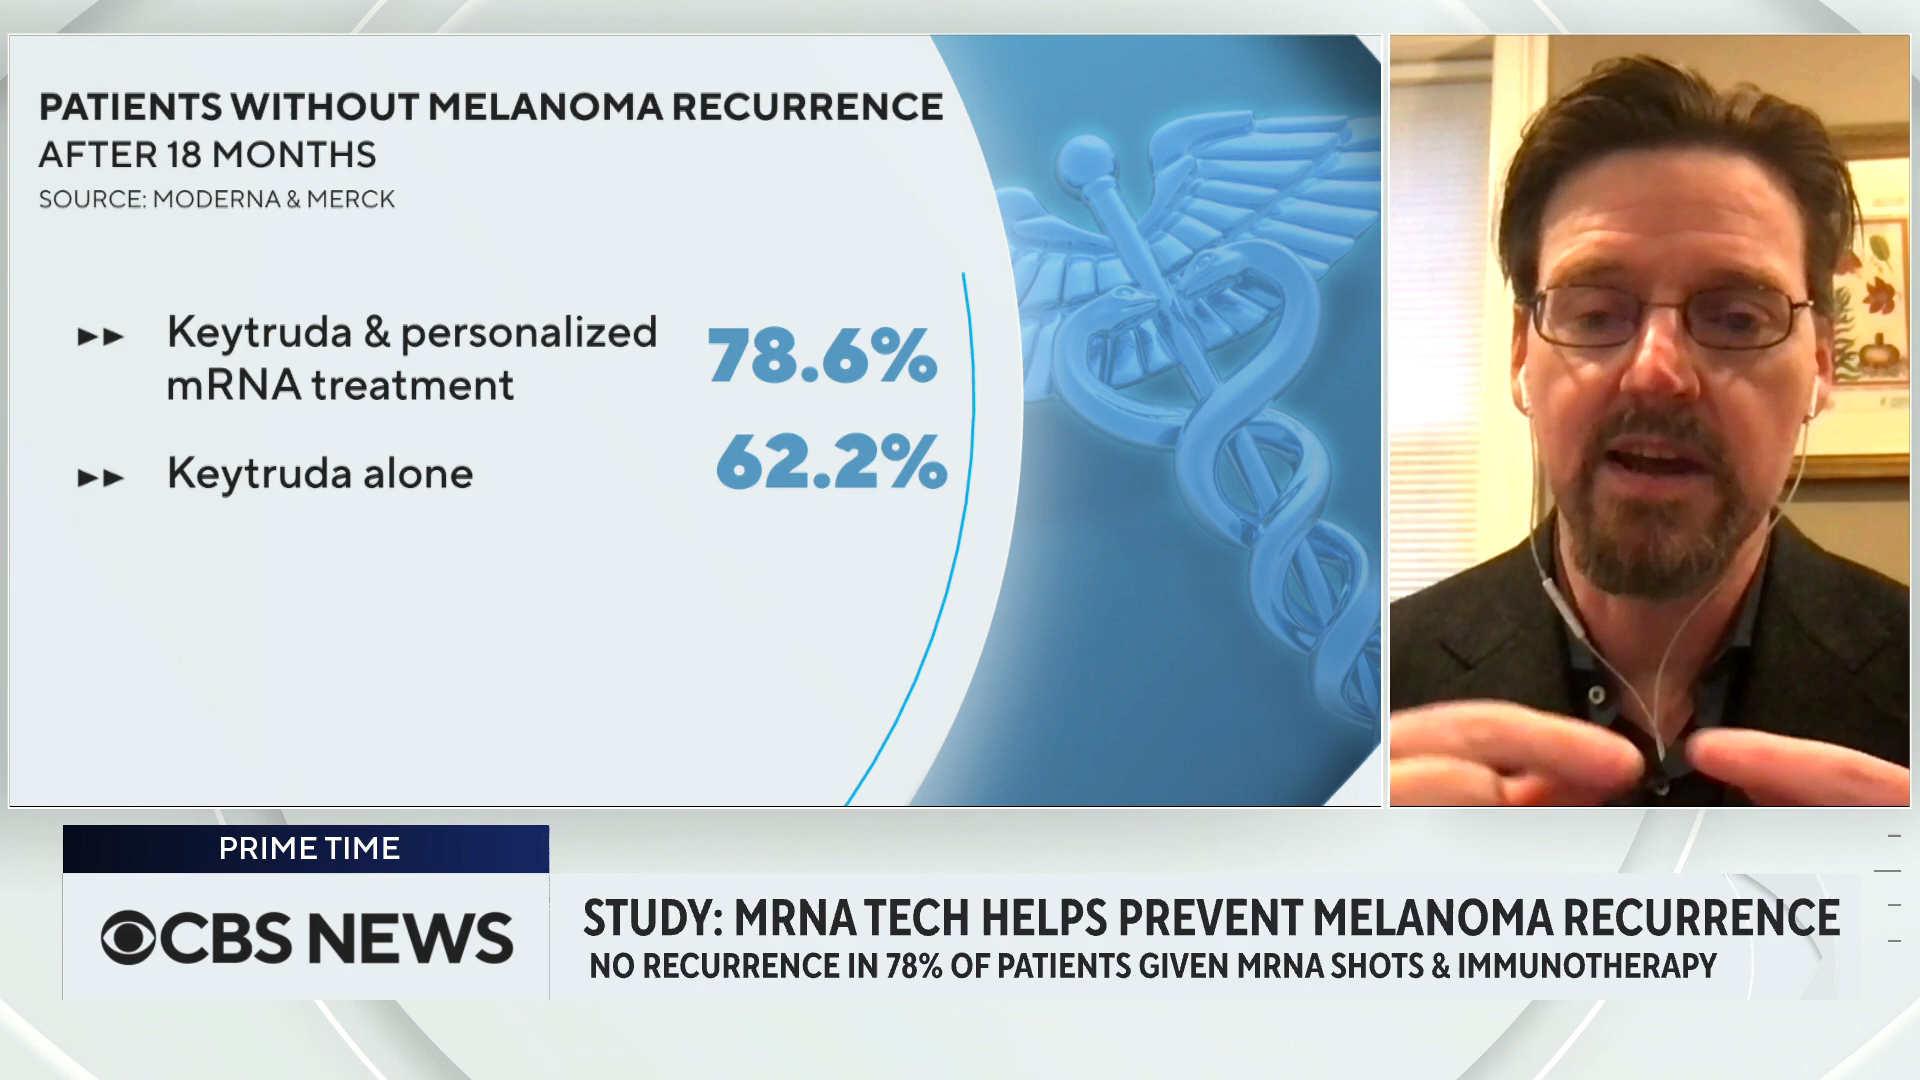 PATIENTS WITHOUT MELANOMA RECURRENCE
AFTER 18 MONTHS
SOURCE: MODERNA & MERCK
Keytruda & personalized
mRNA treatment
78.6%
Keytruda alone
62.2%
PRIME TIME
CBS NEWS
STUDY: MRNA TECH HELPS PREVENT MELANOMA RECURRENCE
NO RECURRENCE IN 78% OF PATIENTS GIVEN MRNA SHOTS & IMMUNOTHERAPY